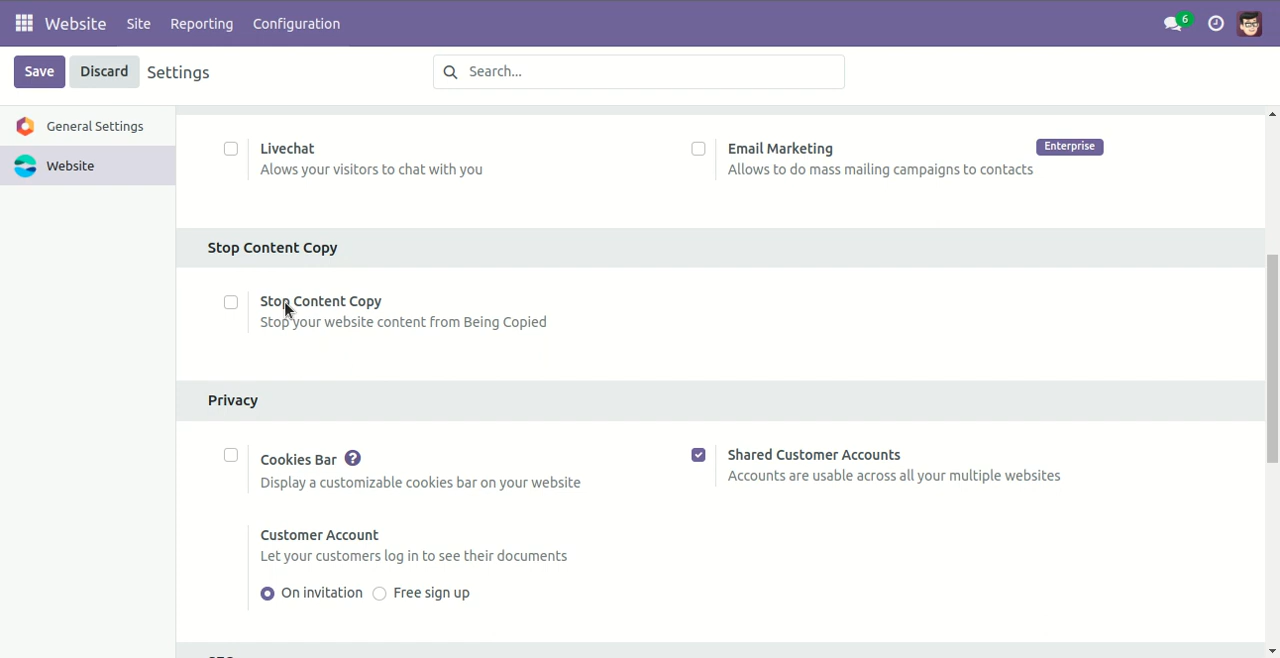 Website Site Reporting Configuration 6
Save Discard Settings Search...
General Settings
Website
Livechat
Alows your visitors to chat with you
Email Marketing Enterprise
Allows to do mass mailing campaigns to contacts
Stop Content Copy
Stop Content Copy
Stop your website content from Being Copied
Privacy
Cookies Bar ?
Display a customizable cookies bar on your website
Shared Customer Accounts
Accounts are usable across all your multiple websites
Customer Account
Let your customers log in to see their documents
On invitation Free sign up